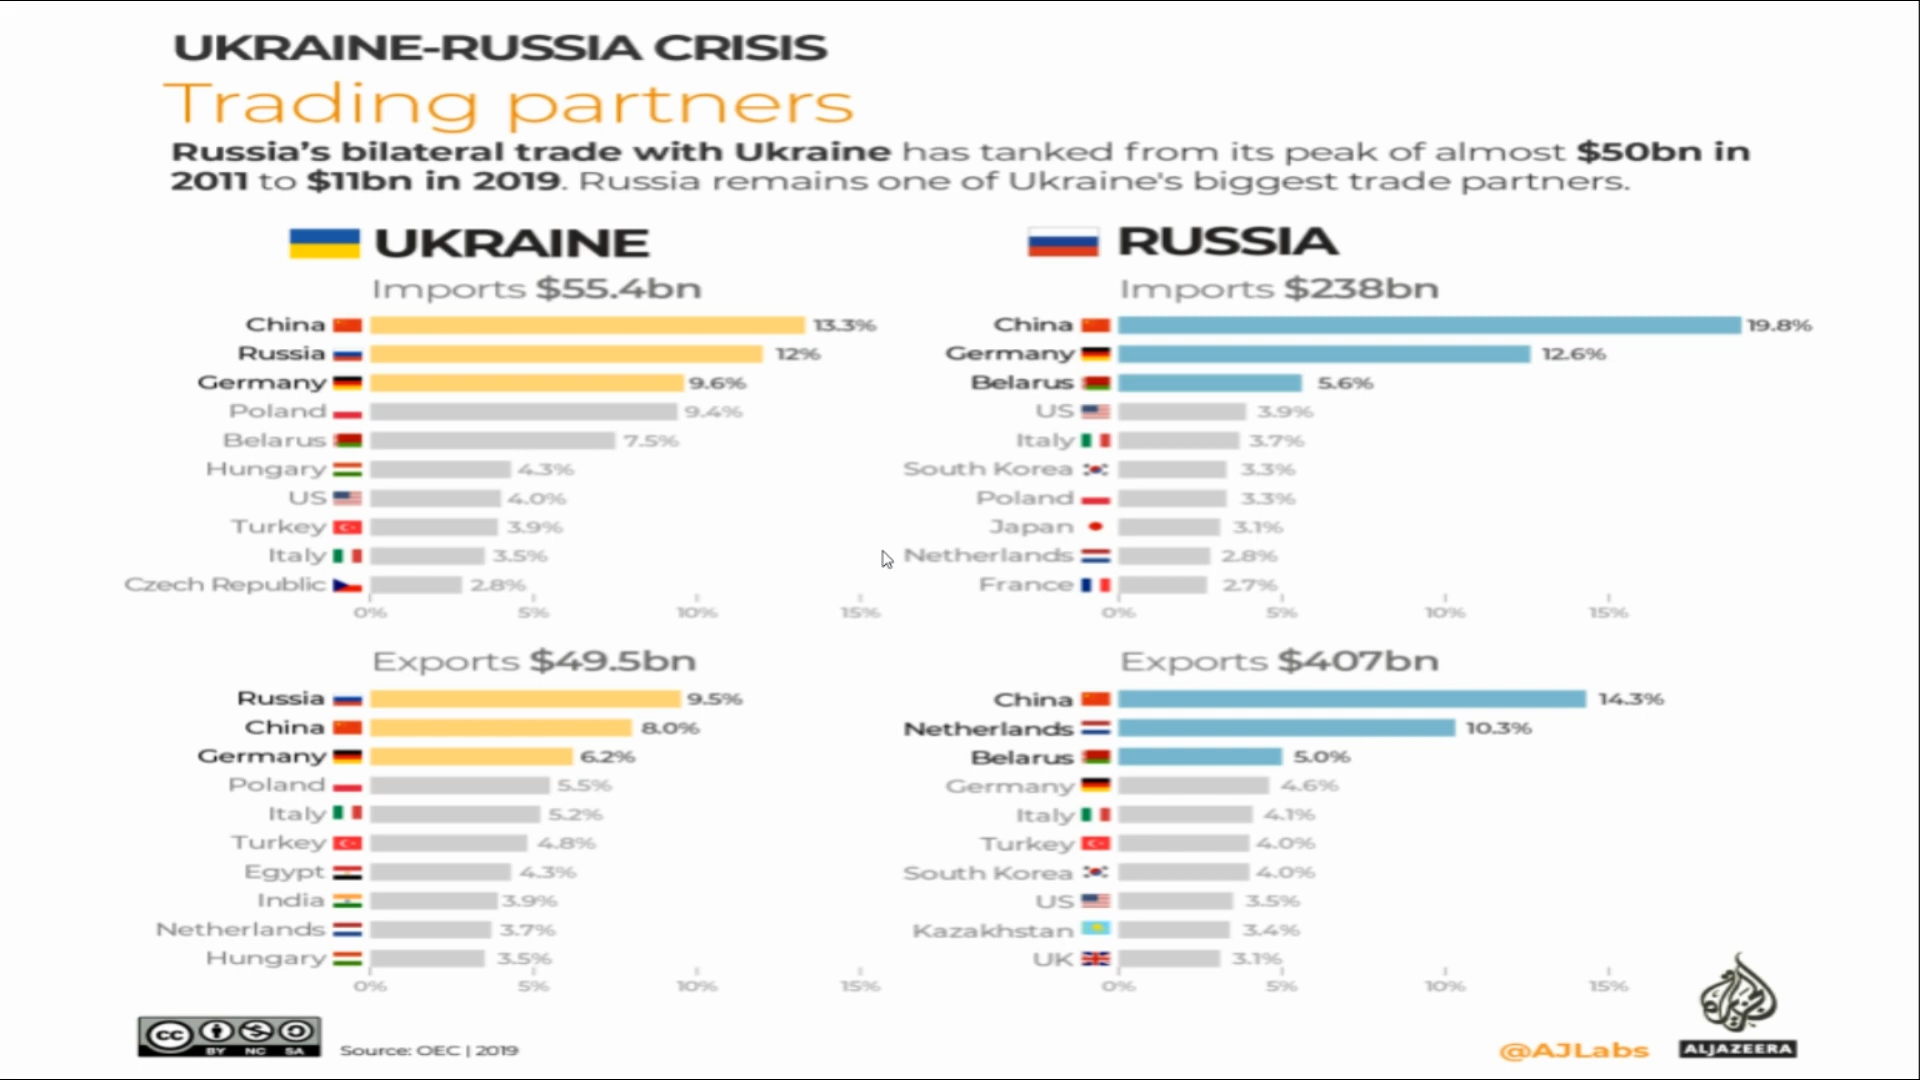 UKRAINE-RUSSIA CRISIS
Trading partners
Russia's bilateral trade with Ukraine has tanked from its peak of almost $50bn in
2011 to $11bn in 2019. Russia remains one of Ukraine's biggest trade partners.
UKRAINE
Imports $55.4bn
China 13.3%
Russia 12%
Germany 9.6%
Poland 9.4%
Belarus 7.5%
Hungary 4.3%
US 4.0%
Turkey 3.9%
Italy 3.5%
Czech Republic 2.8%
0% 5% 10% 15%
Exports $49.5bn
Russia 9.5%
China 8.0%
Germany 6.2%
Poland 5.5%
Italy 5.2%
Turkey 4.8%
Egypt 4.3%
India 3.9%
Netherlands 3.7%
Hungary 3.5%
0% 5% 10% 15%
RUSSIA
Imports $238bn
China 19.8%
Germany 12.6%
Belarus 5.6%
US 3.9%
Italy 3.7%
South Korea 3.3%
Poland 3.3%
Japan 3.1%
Netherlands 2.8%
France 2.7%
0% 5% 10% 15%
Exports $407bn
China 14.3%
Netherlands 10.3%
Belarus 5.0%
Germany 4.6%
Italy 4.1%
Turkey 4.0%
South Korea 4.0%
US 3.5%
Kazakhstan 3.4%
UK 3.1%
0% 5% 10% 15%
cc BY NC SA
Source: OEC | 2019
@AJLabs
الجزيرة
ALJAZEERA